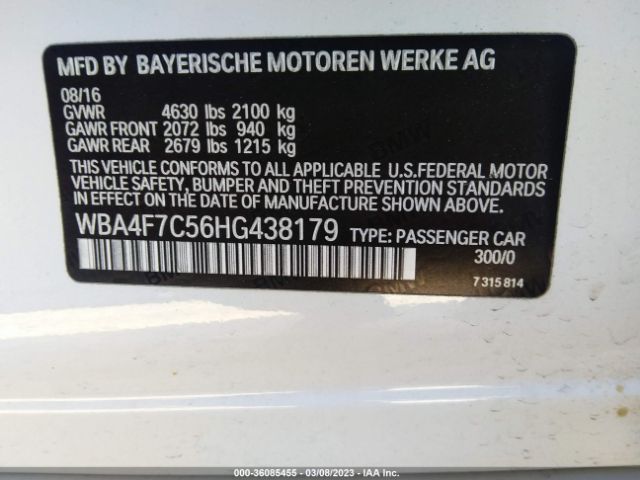 MFD BY BAYERISCHE MOTOREN WERKE AG
08/16
GVWR 4630 lbs 2100 kg
GAWR FRONT 2072 lbs 940 kg
GAWR REAR 2679 lbs 1215 kg
THIS VEHICLE CONFORMS TO ALL APPLICABLE U.S.FEDERAL MOTOR
VEHICLE SAFETY, BUMPER AND THEFT PREVENTION STANDARDS
IN EFFECT ON THE DATE OF MANUFACTURE SHOWN ABOVE.
WBA4F7C56HG438179 TYPE: PASSENGER CAR
300/0
7 315 814
000-36085455 - 03/08/2023 - IAAI.COM